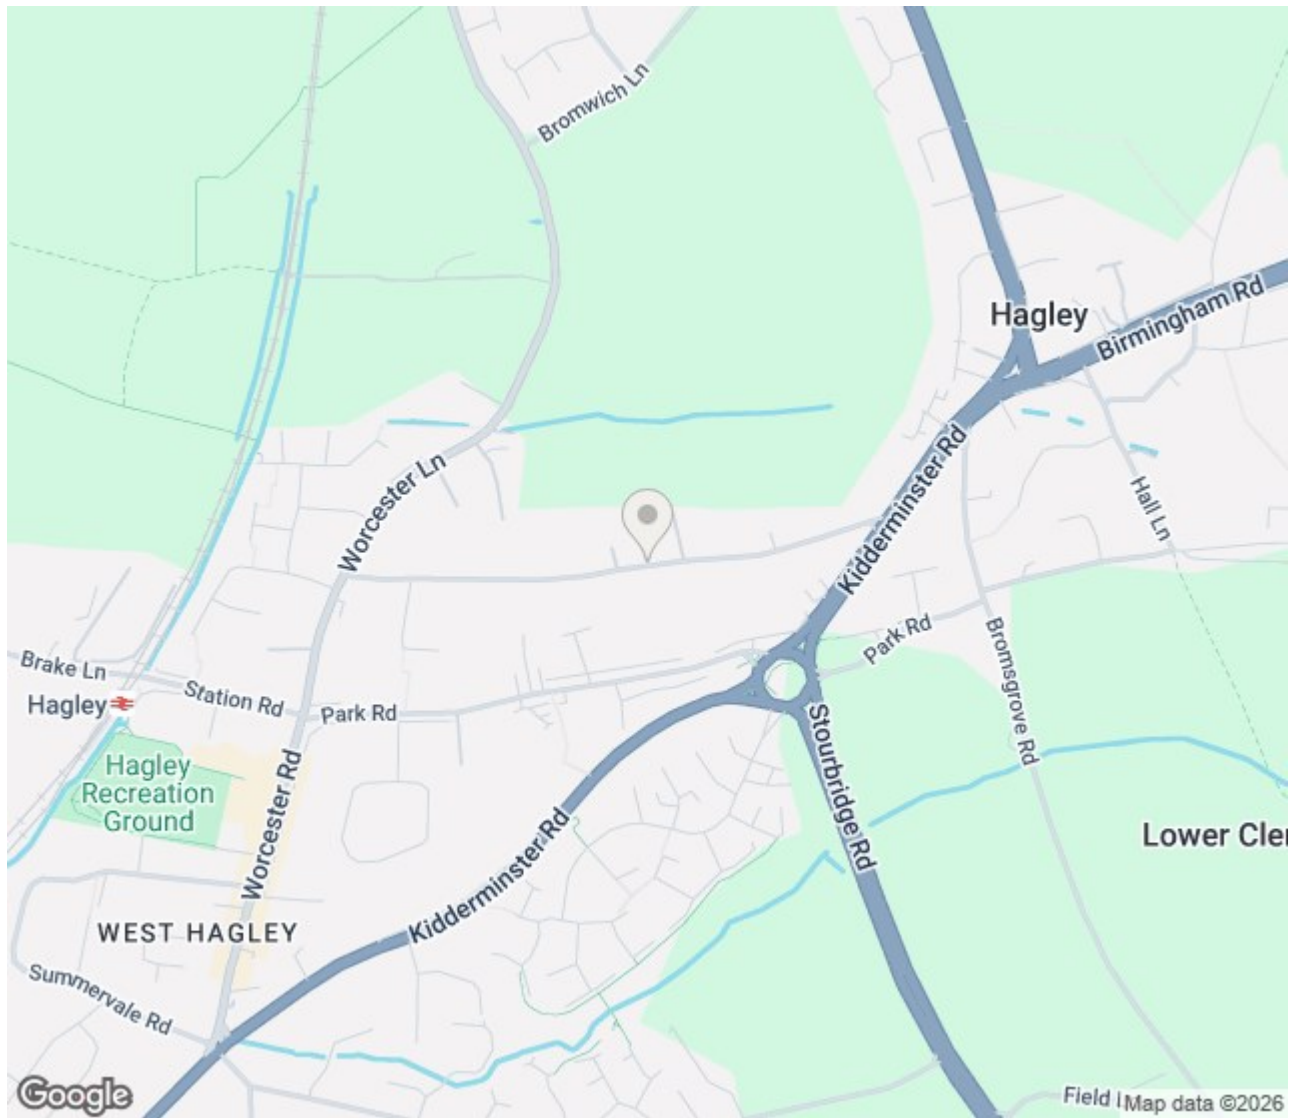 Bromwich Ln
Hagley
Birmingham Rd
Worcester Ln
Kidderminster Rd
Hall Ln
Brake Ln
Hagley
Station Rd
Park Rd
Park Rd
Bromsgrove Rd
Stourbridge Rd
Hagley
Recreation
Ground
Worcester Rd
Kidderminster Rd
Lower Cle
WEST HAGLEY
Summervale Rd
Google
Field
Map data ©2026